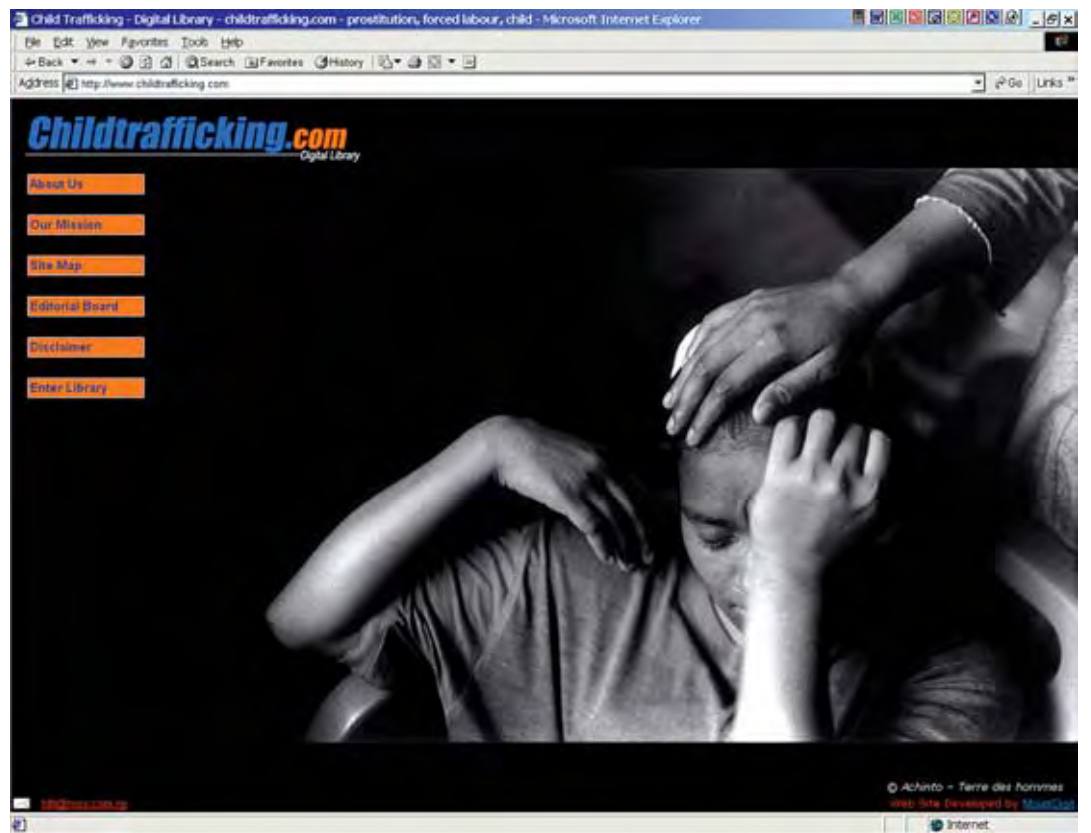 Child Trafficking - Digital Library - childtrafficking.com - prostitution, forced labour, child - Microsoft Internet Explorer
File Edit View Favorites Tools Help
Back Search Favorites History
Address http://www.childtrafficking.com Go Links »
Childtrafficking.com
Digital Library
About Us
Our Mission
Site Map
Editorial Board
Disclaimer
Enter Library
© Achinto - Terre des hommes
Web Site Developed by
Internet